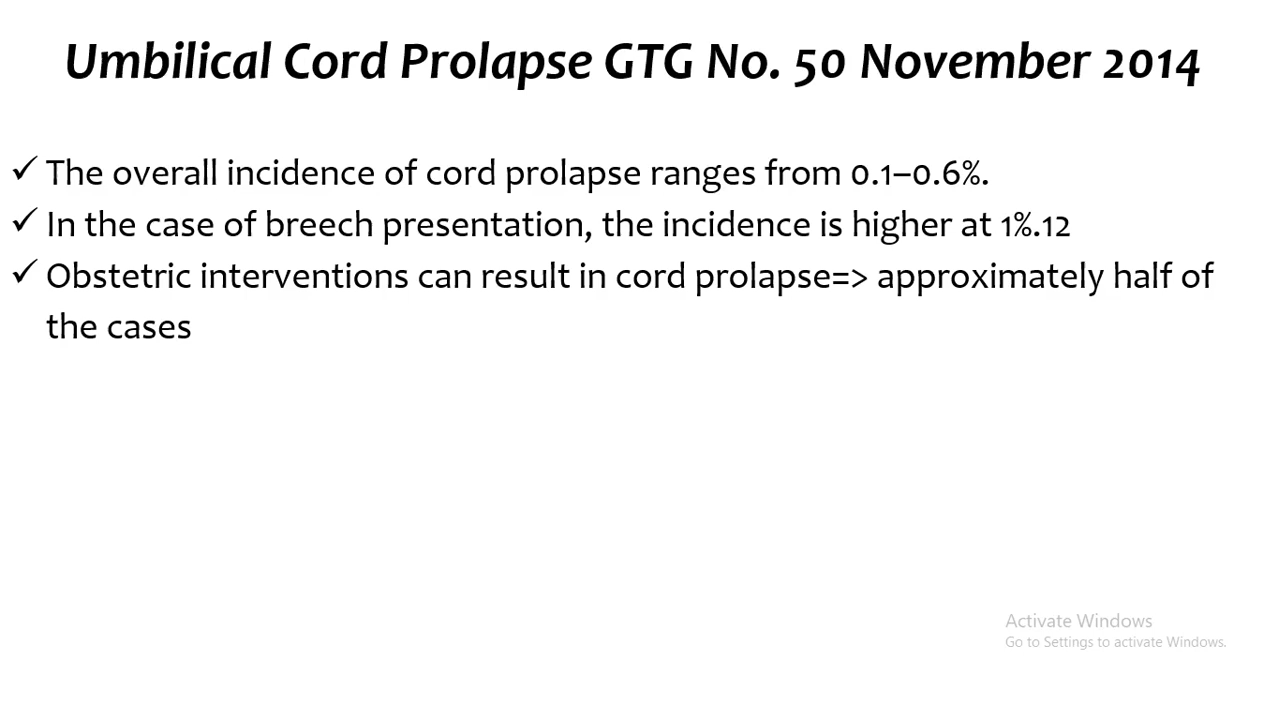 Umbilical Cord Prolapse GTG No. 50 November 2014
✓ The overall incidence of cord prolapse ranges from 0.1–0.6%.
✓ In the case of breech presentation, the incidence is higher at 1%.12
✓ Obstetric interventions can result in cord prolapse=> approximately half of
the cases
Activate Windows
Go to Settings to activate Windows.